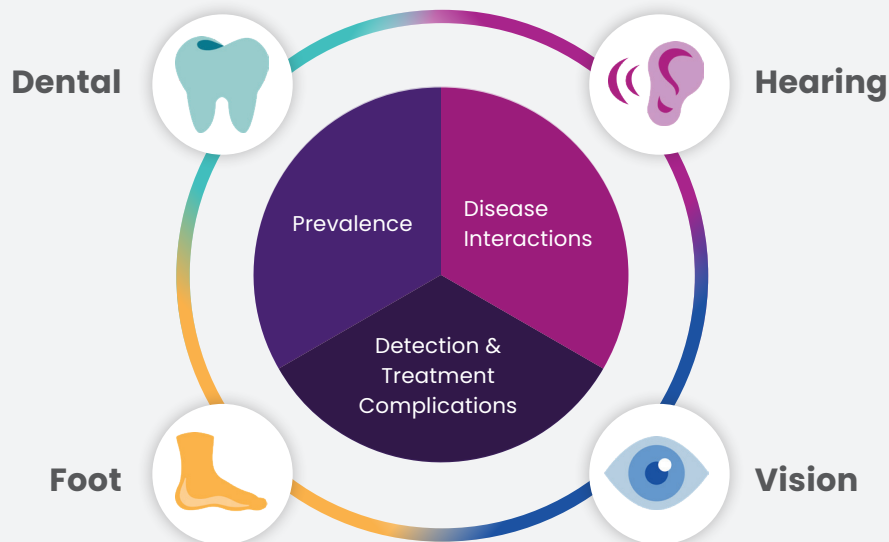 Dental
Hearing
Prevalence
Disease
Interactions
Detection &
Treatment
Complications
Foot
Vision